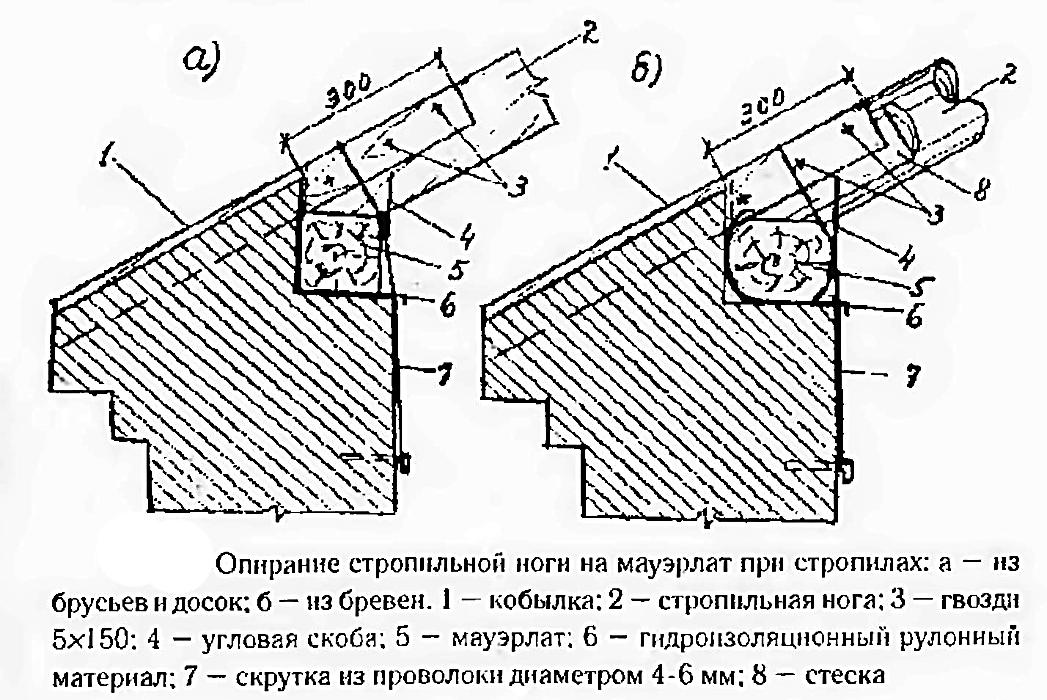 а) 300 2 б) 300 2
1 3 1 8
3
4 4
5 5
6 6
7 7
Опирание стропильной ноги на мауэрлат при стропилах: а — из
брусьев и досок; б — из бревен. 1 — кобылка; 2 — стропильная нога; 3 — гвозди
5х150; 4 — угловая скоба; 5 — мауэрлат; 6 — гидроизоляционный рулонный
материал; 7 — скрутка из проволоки диаметром 4-6 мм; 8 — стеска